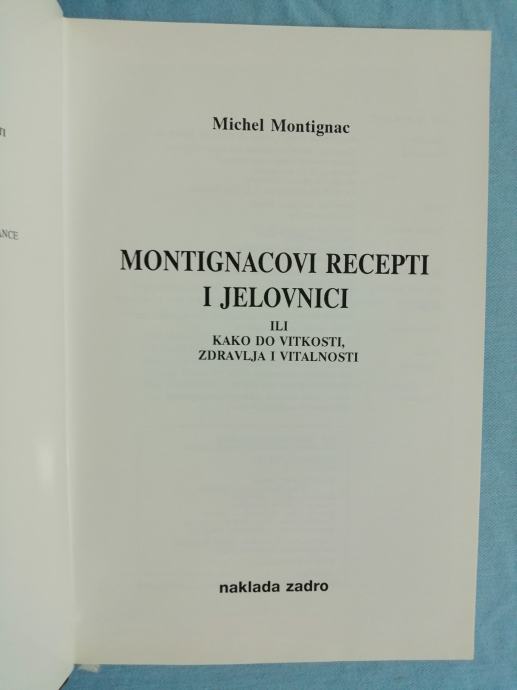 Michel Montignac
MONTIGNACOVI RECEPTI
I JELOVNICI
ILI
KAKO DO VITKOSTI,
ZDRAVLJA I VITALNOSTI
naklada zadro